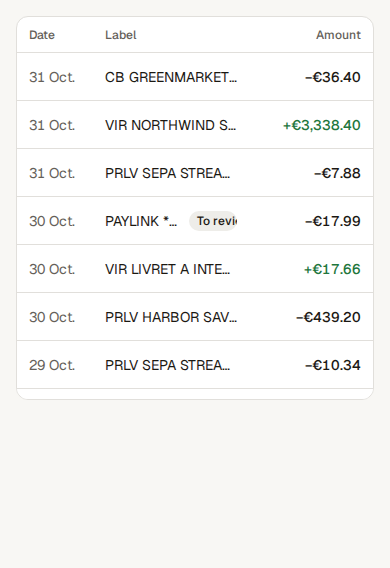 Date Label Amount
31 Oct. CB GREENMARKET... –€36.40
31 Oct. VIR NORTHWIND S... +€3,338.40
31 Oct. PRLV SEPA STREA... –€7.88
30 Oct. PAYLINK *... To revi –€17.99
30 Oct. VIR LIVRET A INTE... +€17.66
30 Oct. PRLV HARBOR SAV... –€439.20
29 Oct. PRLV SEPA STREA... –€10.34